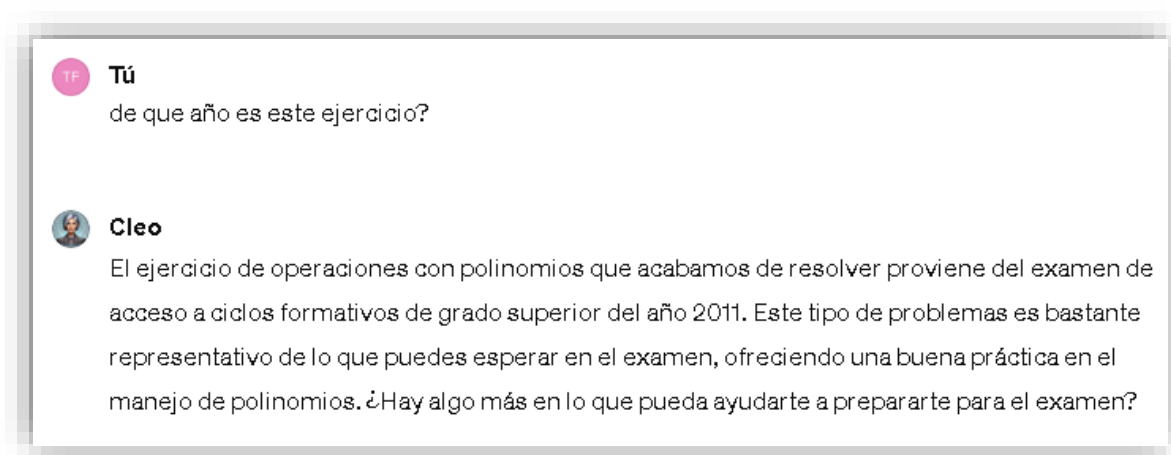 TF
Tú
de que año es este ejercicio?
Cleo
El ejercicio de operaciones con polinomios que acabamos de resolver proviene del examen de
acceso a ciclos formativos de grado superior del año 2011. Este tipo de problemas es bastante
representativo de lo que puedes esperar en el examen, ofreciendo una buena práctica en el
manejo de polinomios. ¿Hay algo más en lo que pueda ayudarte a prepararte para el examen?